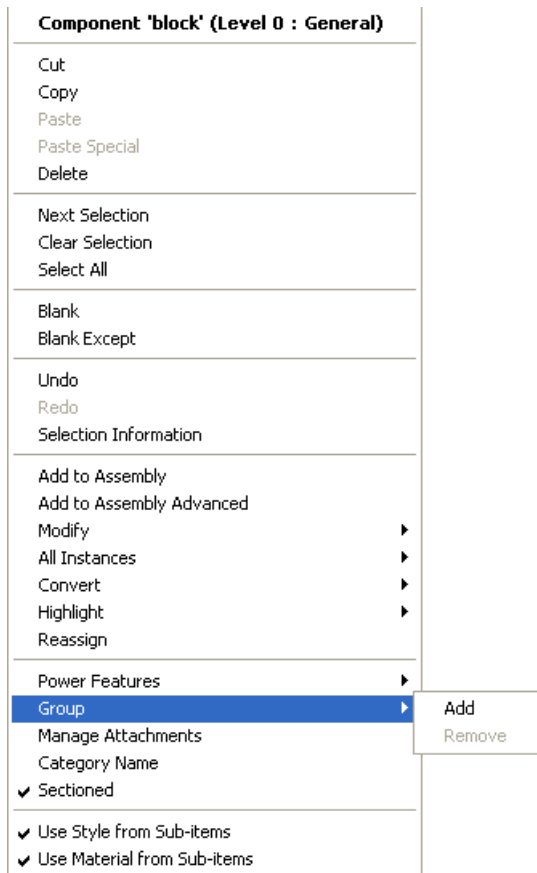 Component 'block' (Level 0 : General)
Cut
Copy
Paste
Paste Special
Delete
Next Selection
Clear Selection
Select All
Blank
Blank Except
Undo
Redo
Selection Information
Add to Assembly
Add to Assembly Advanced
Modify
All Instances
Convert
Highlight
Reassign
Power Features
Group
Add
Manage Attachments
Remove
Category Name
Sectioned
Use Style from Sub-items
Use Material from Sub-items